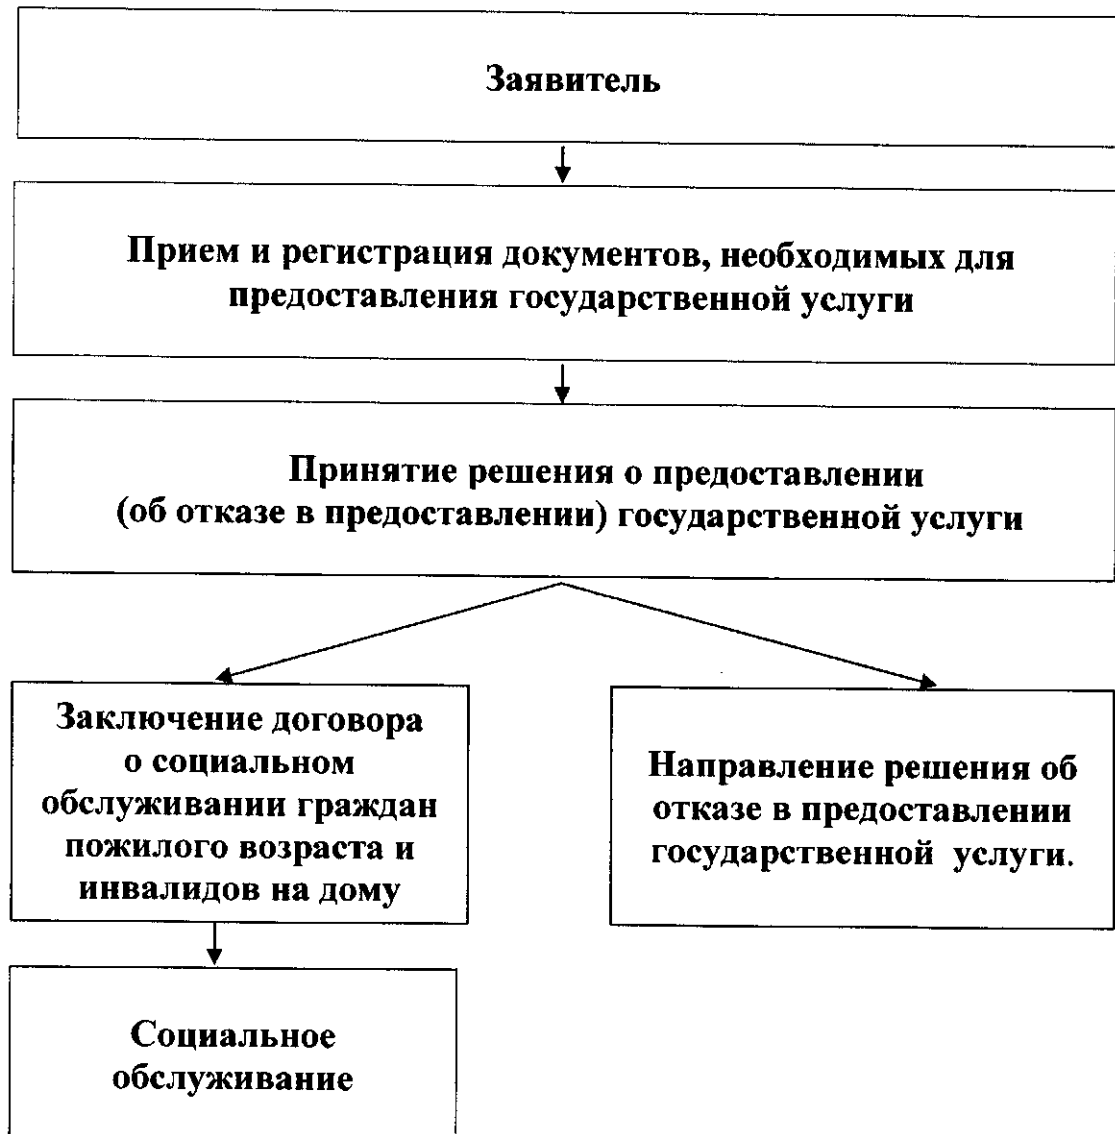 Заявитель
Прием и регистрация документов, необходимых для
предоставления государственной услуги
Принятие решения о предоставлении
(об отказе в предоставлении) государственной услуги
Заключение договора
о социальном
обслуживании граждан
пожилого возраста и
инвалидов на дому
Направление решения об
отказе в предоставлении
государственной услуги.
Социальное
обслуживание